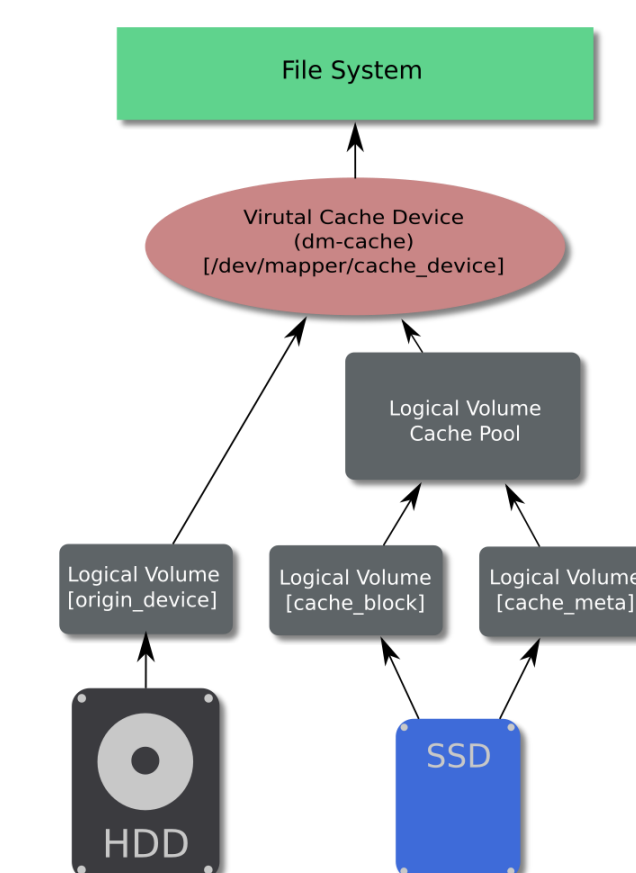 File System
Virutal Cache Device
(dm-cache)
[/dev/mapper/cache_device]
Logical Volume
Cache Pool
Logical Volume
[origin_device]
Logical Volume
[cache_block]
Logical Volume
[cache_meta]
HDD
SSD